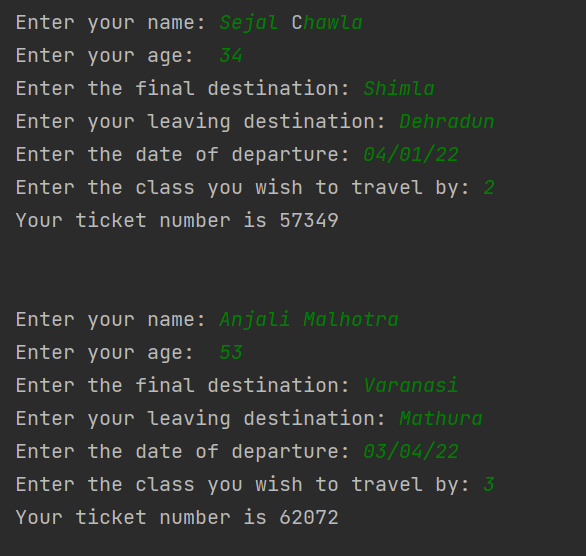 Enter your name: Sejal Chawla
Enter your age:  34
Enter the final destination: Shimla
Enter your leaving destination: Dehradun
Enter the date of departure: 04/01/22
Enter the class you wish to travel by: 2
Your ticket number is 57349
Enter your name: Anjali Malhotra
Enter your age:  53
Enter the final destination: Varanasi
Enter your leaving destination: Mathura
Enter the date of departure: 03/04/22
Enter the class you wish to travel by: 3
Your ticket number is 62072